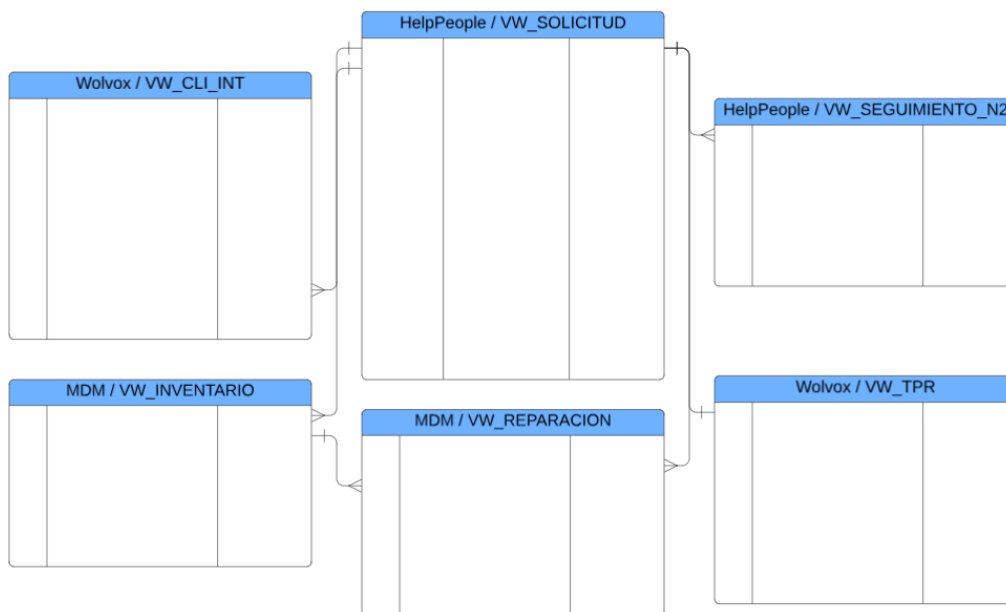 HelpPeople / VW_SOLICITUD
Wolvox / VW_CLI_INT
HelpPeople / VW_SEGUIMIENTO_N2
MDM / VW_INVENTARIO
Wolvox / VW_TPR
MDM / VW_REPARACION